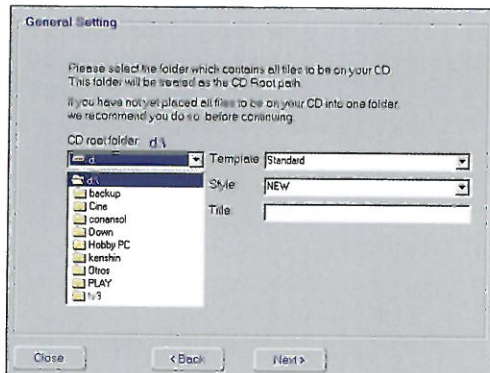 General Setting
Please select the folder which contains all files to be on your CD.
This folder will be treated as the CD Root path.
If you have not yet placed all files to be on your CD into one folder,
we recommend you do so before continuing.
CD root folder: d:\
d:
Template Standard
d:\
Style NEW
backup
Cine
Title
conansol
Down
Hobby PC
kenshin
Otros
PLAY
Close
< Back
Next >